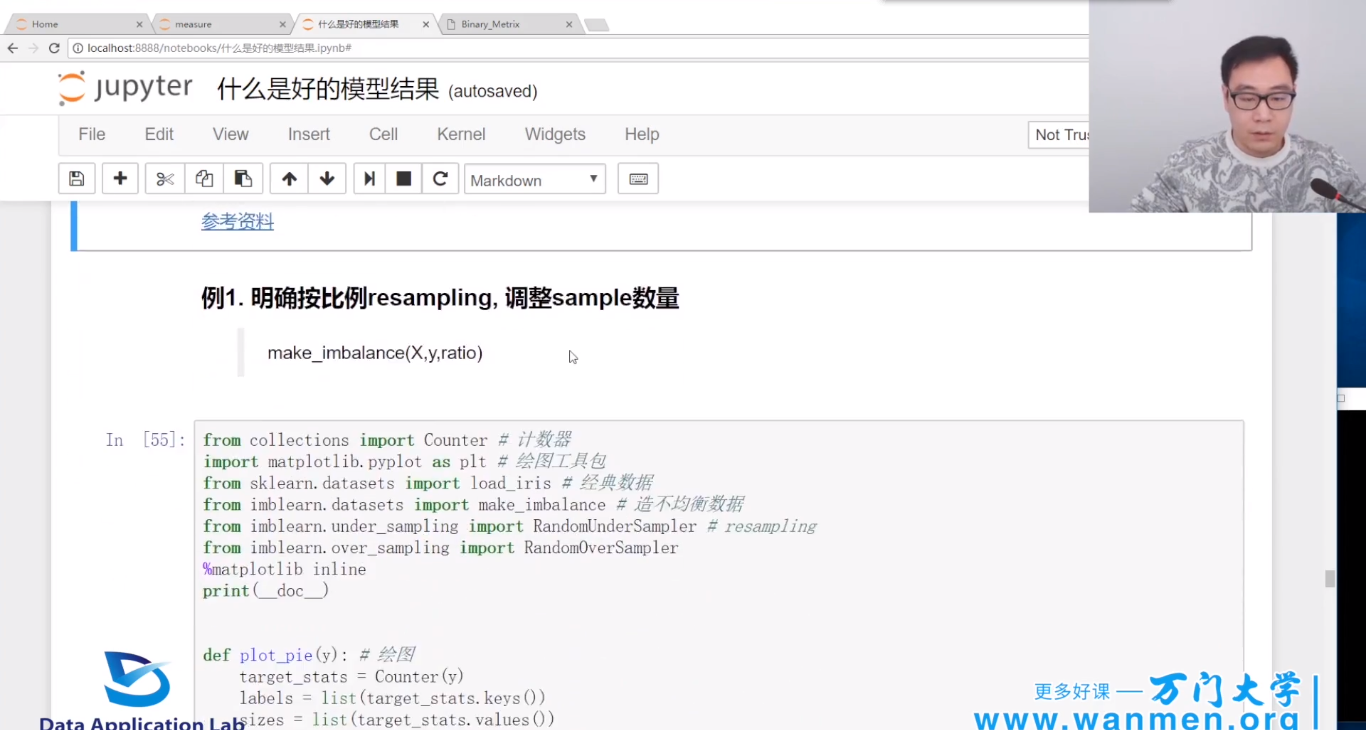 Home
measure
什么是好的模型结果
Binary_Metrix
localhost:8888/notebooks/什么是好的模型结果.ipynb#
jupyter 什么是好的模型结果 (autosaved)
File Edit View Insert Cell Kernel Widgets Help
Not Tru
Markdown
参考资料
例1. 明确按比例resampling, 调整sample数量
make_imbalance(X,y,ratio)
In [55]:
from collections import Counter # 计数器
import matplotlib.pyplot as plt # 绘图工具包
from sklearn.datasets import load_iris # 经典数据
from imblearn.datasets import make_imbalance # 造不均衡数据
from imblearn.under_sampling import RandomUnderSampler # resampling
from imblearn.over_sampling import RandomOverSampler
%matplotlib inline
print(__doc__)
def plot_pie(y): # 绘图
target_stats = Counter(y)
labels = list(target_stats.keys())
sizes = list(target_stats.values())
Data Application Lab
更多好课 — 万门大学
www.wanmen.org